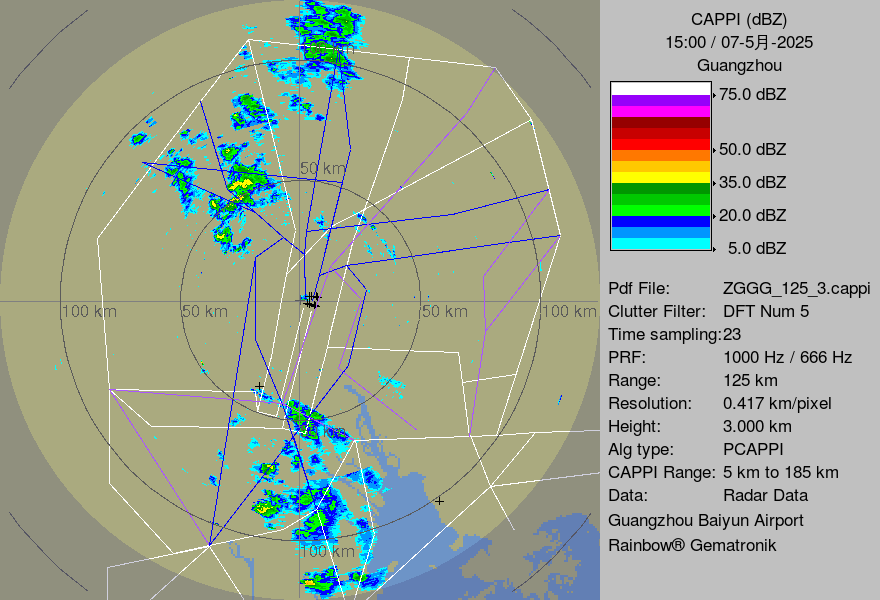 CAPPI (dBZ)
15:00 / 07-5月-2025
Guangzhou
75.0 dBZ
50.0 dBZ
35.0 dBZ
20.0 dBZ
5.0 dBZ
50 km
100 km
50 km
50 km
100 km
100 km
Pdf File: ZGGG_125_3.cappi
Clutter Filter: DFT Num 5
Time sampling:23
PRF: 1000 Hz / 666 Hz
Range: 125 km
Resolution: 0.417 km/pixel
Height: 3.000 km
Alg type: PCAPPI
CAPPI Range: 5 km to 185 km
Data: Radar Data
Guangzhou Baiyun Airport
Rainbow® Gematronik